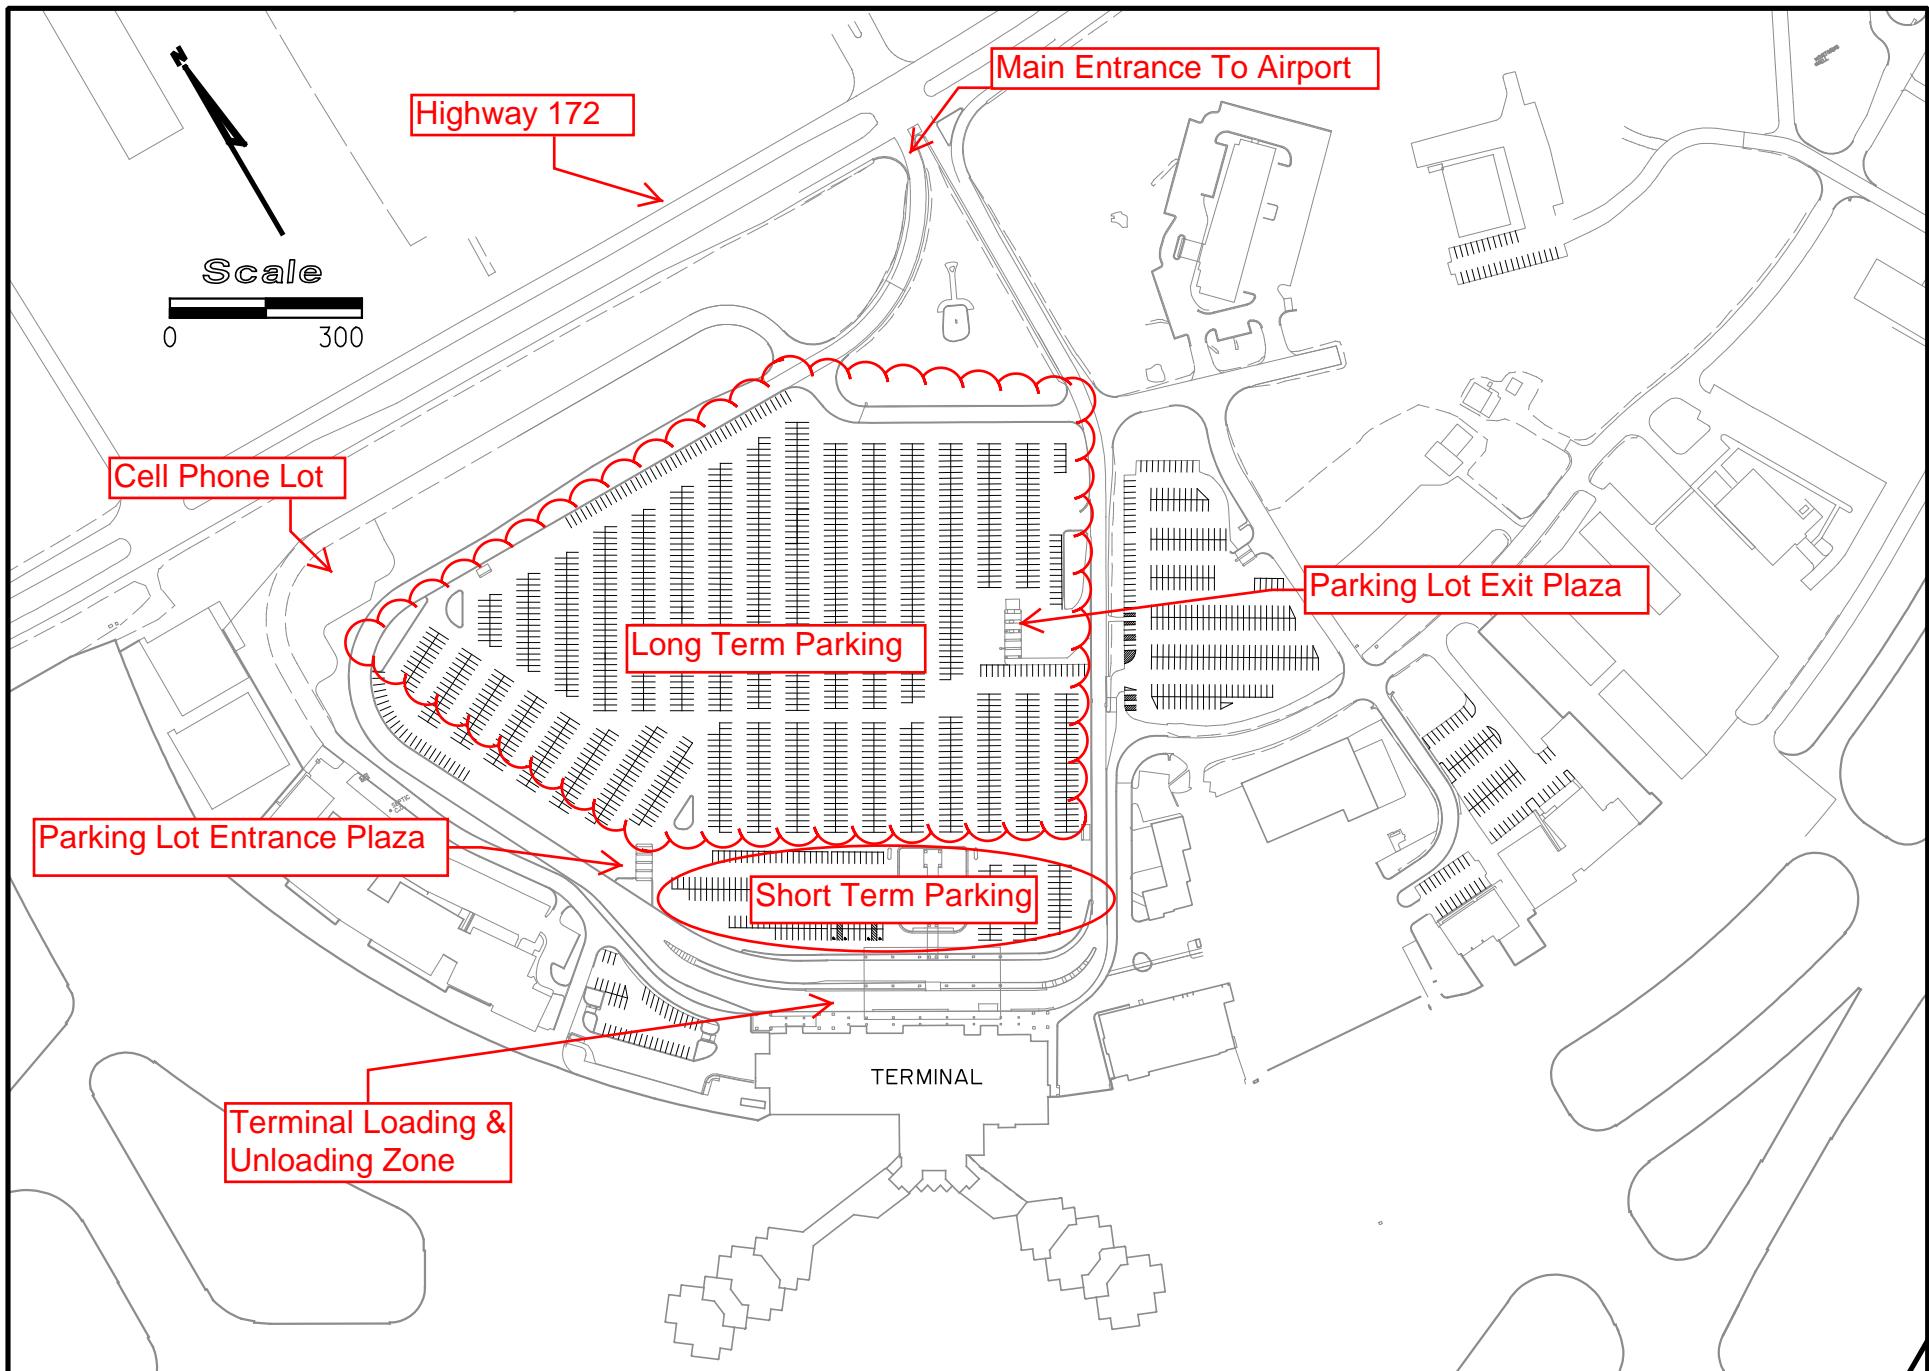 N
Main Entrance To Airport
Highway 172
Scale
0 300
Cell Phone Lot
Parking Lot Exit Plaza
Long Term Parking
Parking Lot Entrance Plaza
Short Term Parking
TERMINAL
Terminal Loading &
Unloading Zone